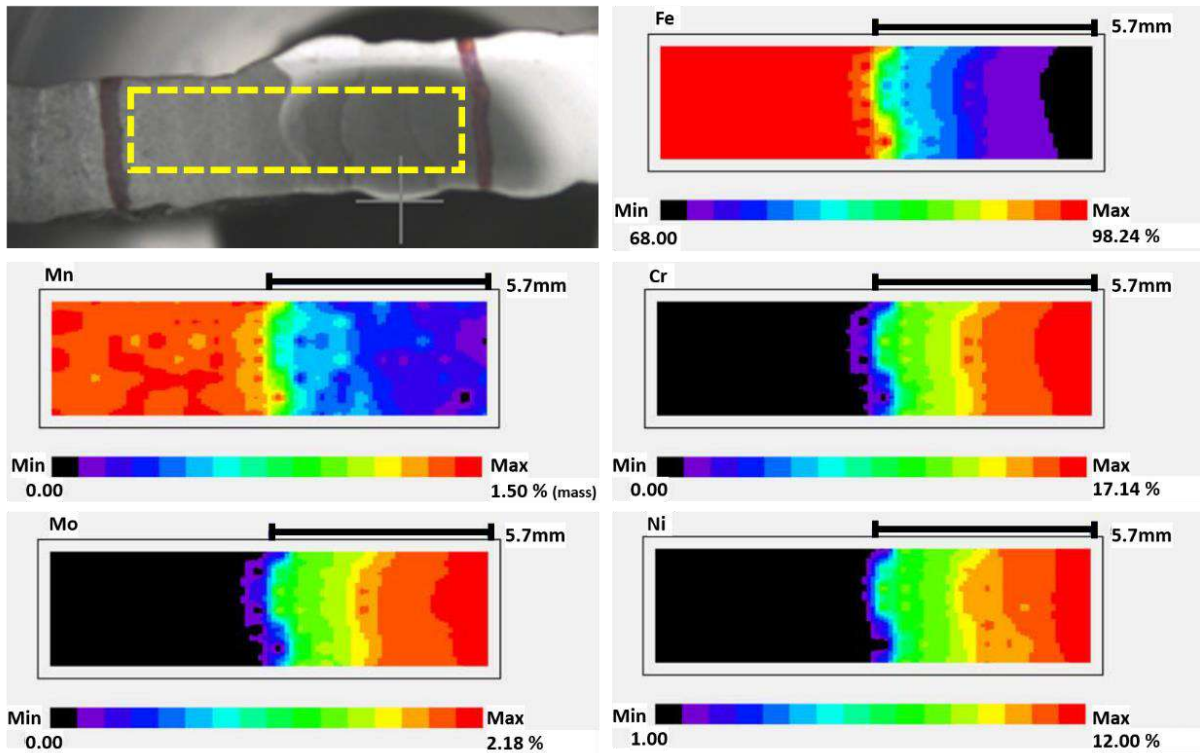 Fe
5.7mm
Min
Max
68.00
98.24 %
Mn
5.7mm
Min
Max
0.00
1.50 % (mass)
Cr
5.7mm
Min
Max
0.00
17.14 %
Mo
5.7mm
Min
Max
0.00
2.18 %
Ni
5.7mm
Min
Max
1.00
12.00 %